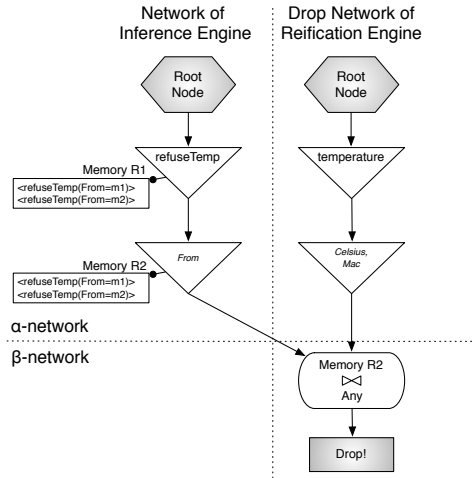 Network of
Inference Engine
Drop Network of
Reification Engine
Root
Node
Root
Node
refuseTemp
temperature
Memory R1
<refuseTemp(From=m1)>
<refuseTemp(From=m2)>
From
Celsius,
Mac
Memory R2
<refuseTemp(From=m1)>
<refuseTemp(From=m2)>
α-network
β-network
Memory R2
⋈
Any
Drop!